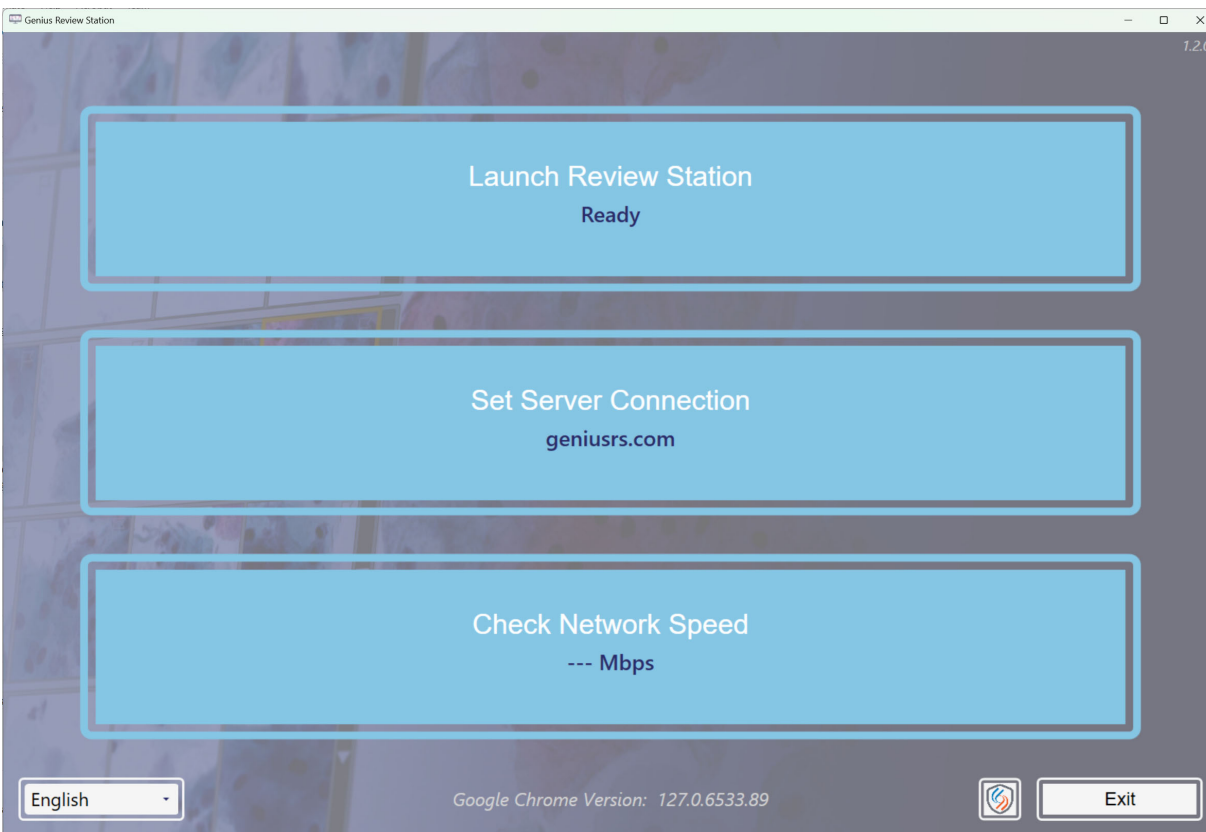 Genius Review Station
1.2.
Launch Review Station
Ready
Set Server Connection
geniusrs.com
Check Network Speed
--- Mbps
English
Google Chrome Version: 127.0.6533.89
Exit